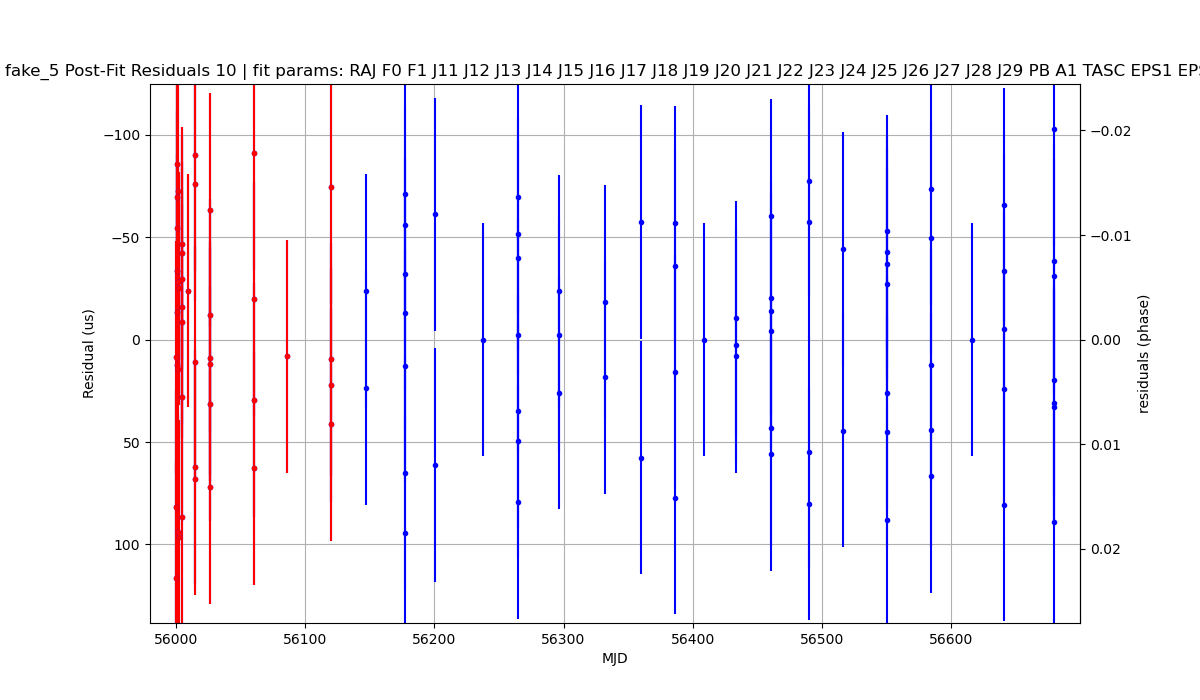 fake_5 Post-Fit Residuals 10 | fit params: RAJ F0 F1 J11 J12 J13 J14 J15 J16 J17 J18 J19 J20 J21 J22 J23 J24 J25 J26 J27 J28 J29 PB A1 TASC EPS1 EPS
−100
−50
0
50
100
Residual (us)
−0.02
−0.01
0.00
0.01
0.02
residuals (phase)
56000 56100 56200 56300 56400 56500 56600
MJD